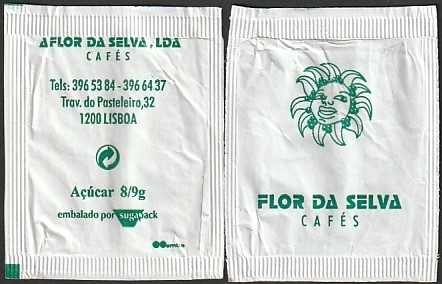 A FLOR DA SELVA, LDA
CAFÉS
Tels: 396 53 84 - 396 64 37
Trav. do Pasteleiro, 32
1200 LISBOA
Açúcar 8/9g
embalado por sugapack
FLOR DA SELVA
CAFÉS